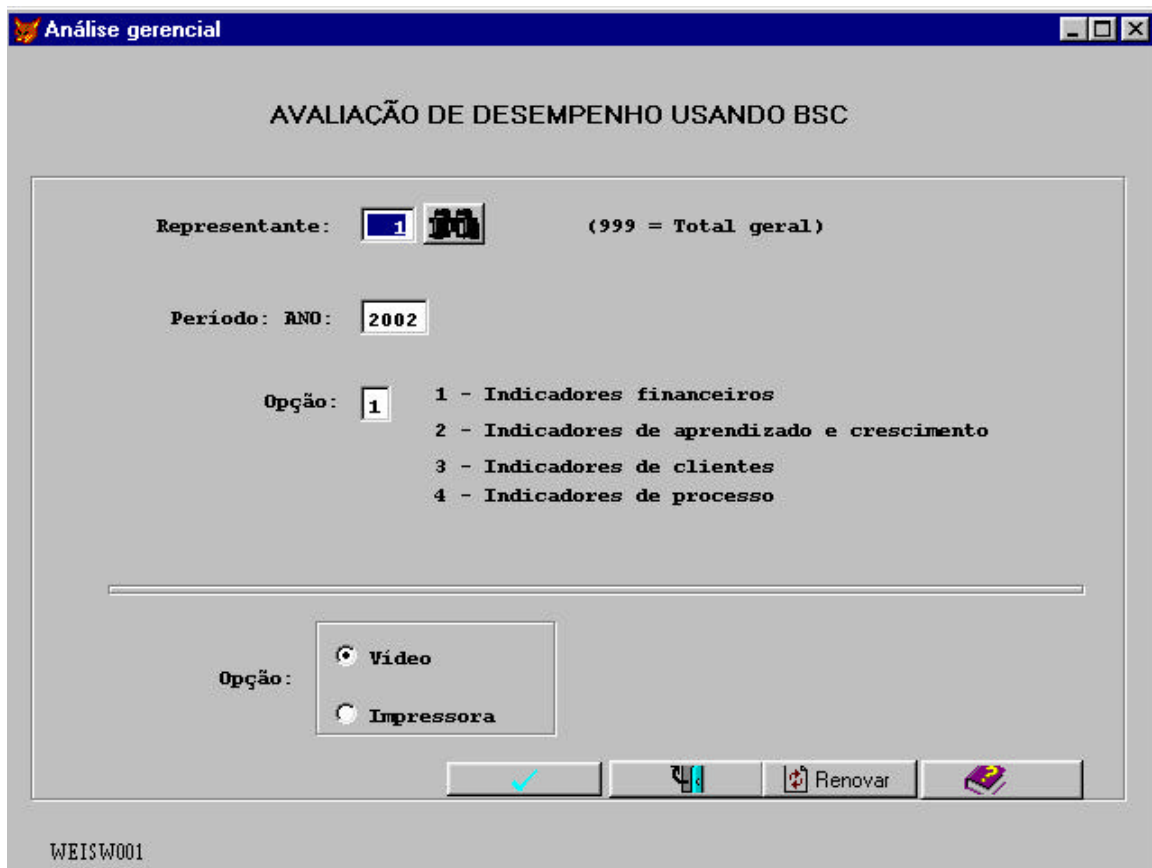 Análise gerencial
AVALIAÇÃO DE DESEMPENHO USANDO BSC
Representante: 1 (999 = Total geral)
Período: ANO: 2002
Opção: 1
1 - Indicadores financeiros
2 - Indicadores de aprendizado e crescimento
3 - Indicadores de clientes
4 - Indicadores de processo
Opção:
Vídeo
Impressora
Renovar
WEISW001